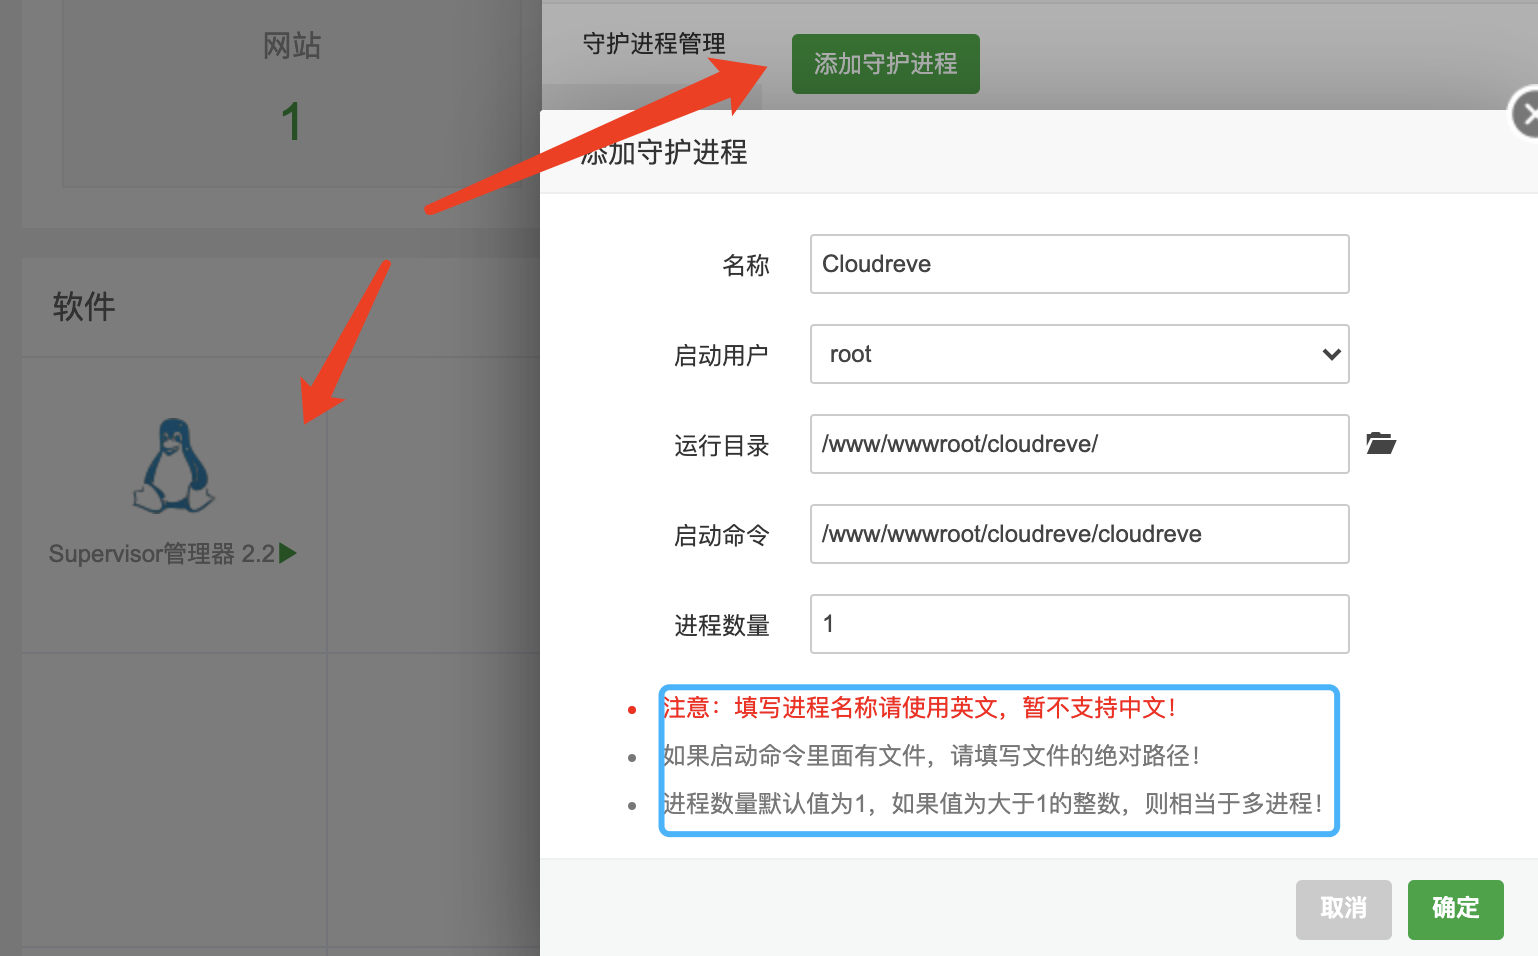 网站
1
守护进程管理
添加守护进程
添加守护进程
软件
Supervisor管理器 2.2
名称
Cloudreve
启动用户
root
运行目录
/www/wwwroot/cloudreve/
启动命令
/www/wwwroot/cloudreve/cloudreve
进程数量
1
注意：填写进程名称请使用英文，暂不支持中文！
如果启动命令里面有文件，请填写文件的绝对路径！
进程数量默认值为1，如果值为大于1的整数，则相当于多进程！
取消
确定